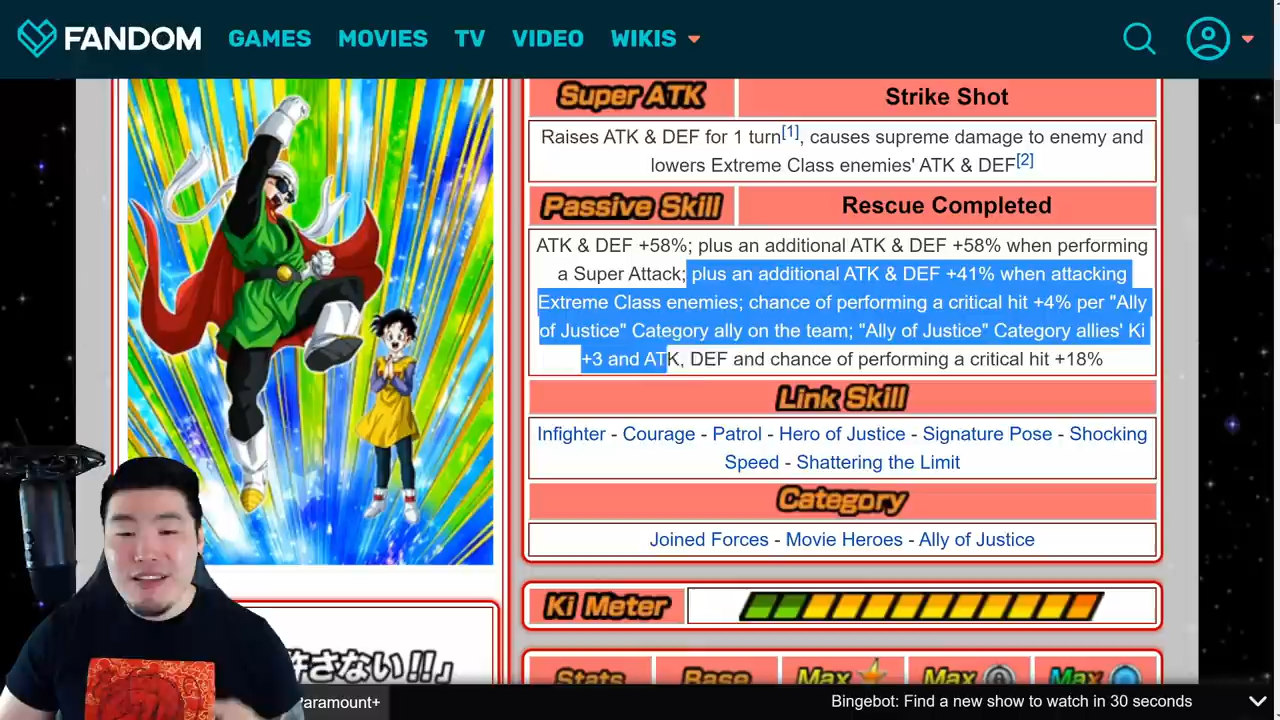 FANDOM GAMES MOVIES TV VIDEO WIKIS
Super ATK Strike Shot
Raises ATK & DEF for 1 turn[1], causes supreme damage to enemy and
lowers Extreme Class enemies' ATK & DEF[2]
Passive Skill Rescue Completed
ATK & DEF +58%; plus an additional ATK & DEF +58% when performing
a Super Attack; plus an additional ATK & DEF +41% when attacking
Extreme Class enemies; chance of performing a critical hit +4% per "Ally
of Justice" Category ally on the team; "Ally of Justice" Category allies' Ki
+3 and ATK, DEF and chance of performing a critical hit +18%
Link Skill
Infighter - Courage - Patrol - Hero of Justice - Signature Pose - Shocking
Speed - Shattering the Limit
Category
Joined Forces - Movie Heroes - Ally of Justice
Ki Meter
許さない!!」
Stats Base Max Max Max
Paramount+ Bingebot: Find a new show to watch in 30 seconds